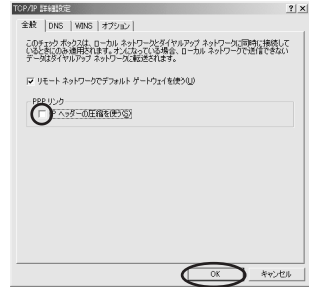 TCP/IP 詳細設定
全般 DNS WINS オプション
このチェック ボックスは、ローカル ネットワークとダイヤルアップ ネットワークに同時に接続して
いるときにのみ適用されます。オンになっている場合、ローカル ネットワークで送信できない
データはダイヤルアップ ネットワークに転送されます。
リモート ネットワークでデフォルト ゲートウェイを使う(U)
PPP リンク
IP ヘッダーの圧縮を使う(S)
OK キャンセル